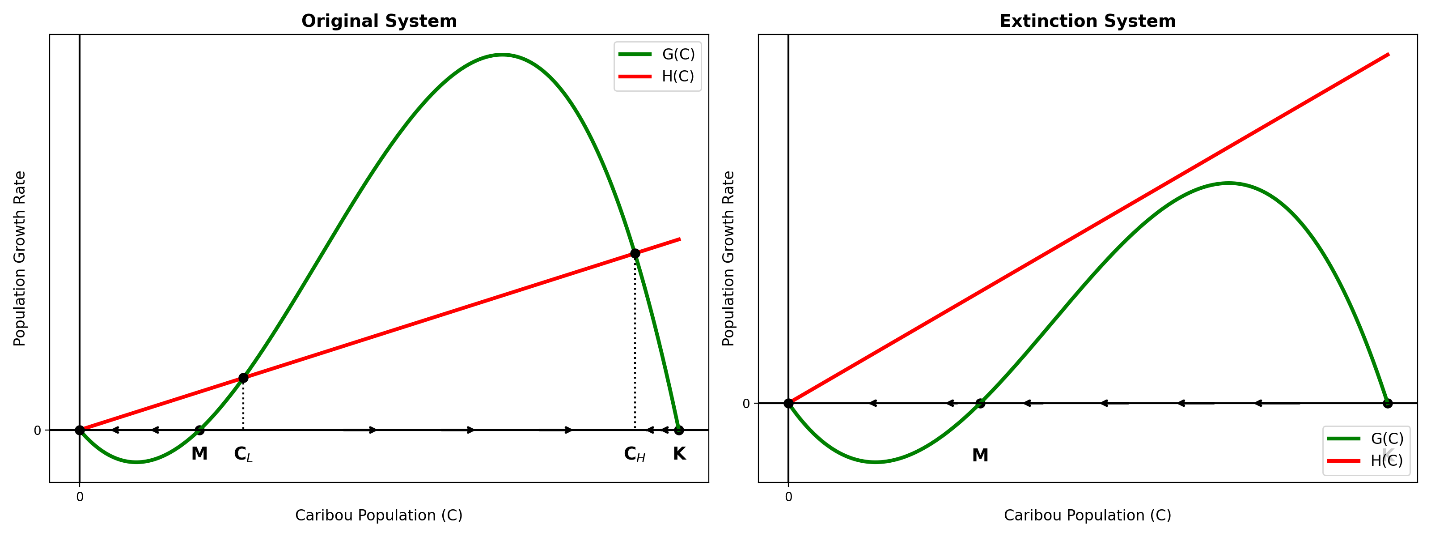 Original System
G(C)
H(C)
Population Growth Rate
0
M
C_L
C_H
K
0
Caribou Population (C)
Extinction System
Population Growth Rate
0
M
K
G(C)
H(C)
0
Caribou Population (C)